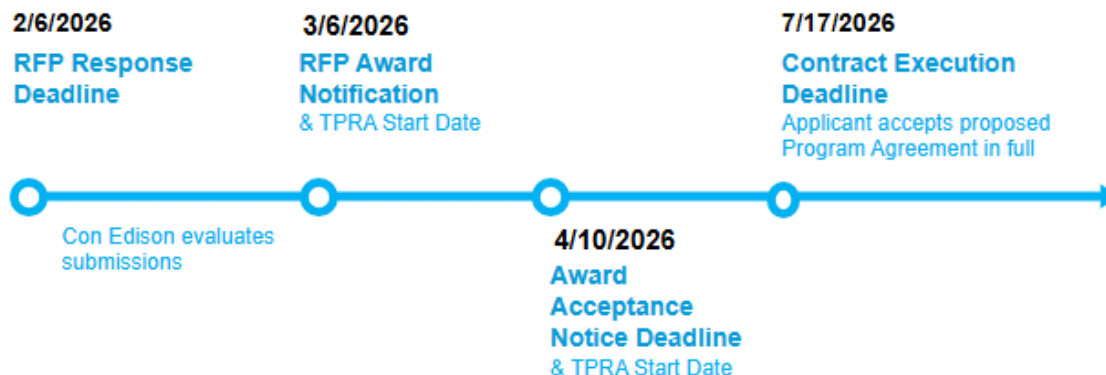 2/6/2026
RFP Response
Deadline
3/6/2026
RFP Award
Notification
& TPRA Start Date
7/17/2026
Contract Execution
Deadline
Applicant accepts proposed
Program Agreement in full
Con Edison evaluates
submissions
4/10/2026
Award
Acceptance
Notice Deadline
& TPRA Start Date